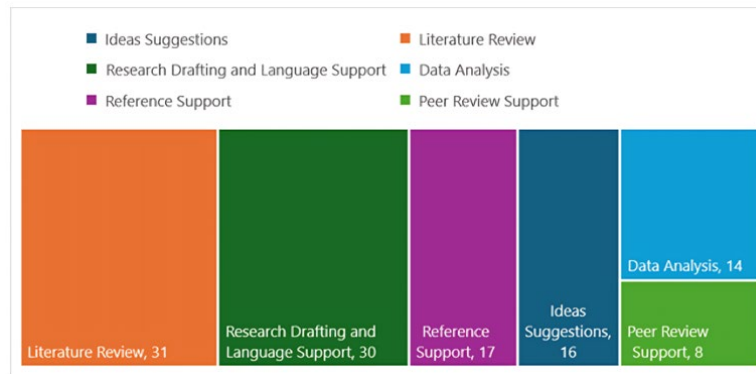 Ideas Suggestions
Literature Review
Research Drafting and Language Support
Data Analysis
Reference Support
Peer Review Support
Literature Review, 31
Research Drafting and
Language Support, 30
Reference
Support, 17
Ideas
Suggestions,
16
Data Analysis, 14
Peer Review
Support, 8